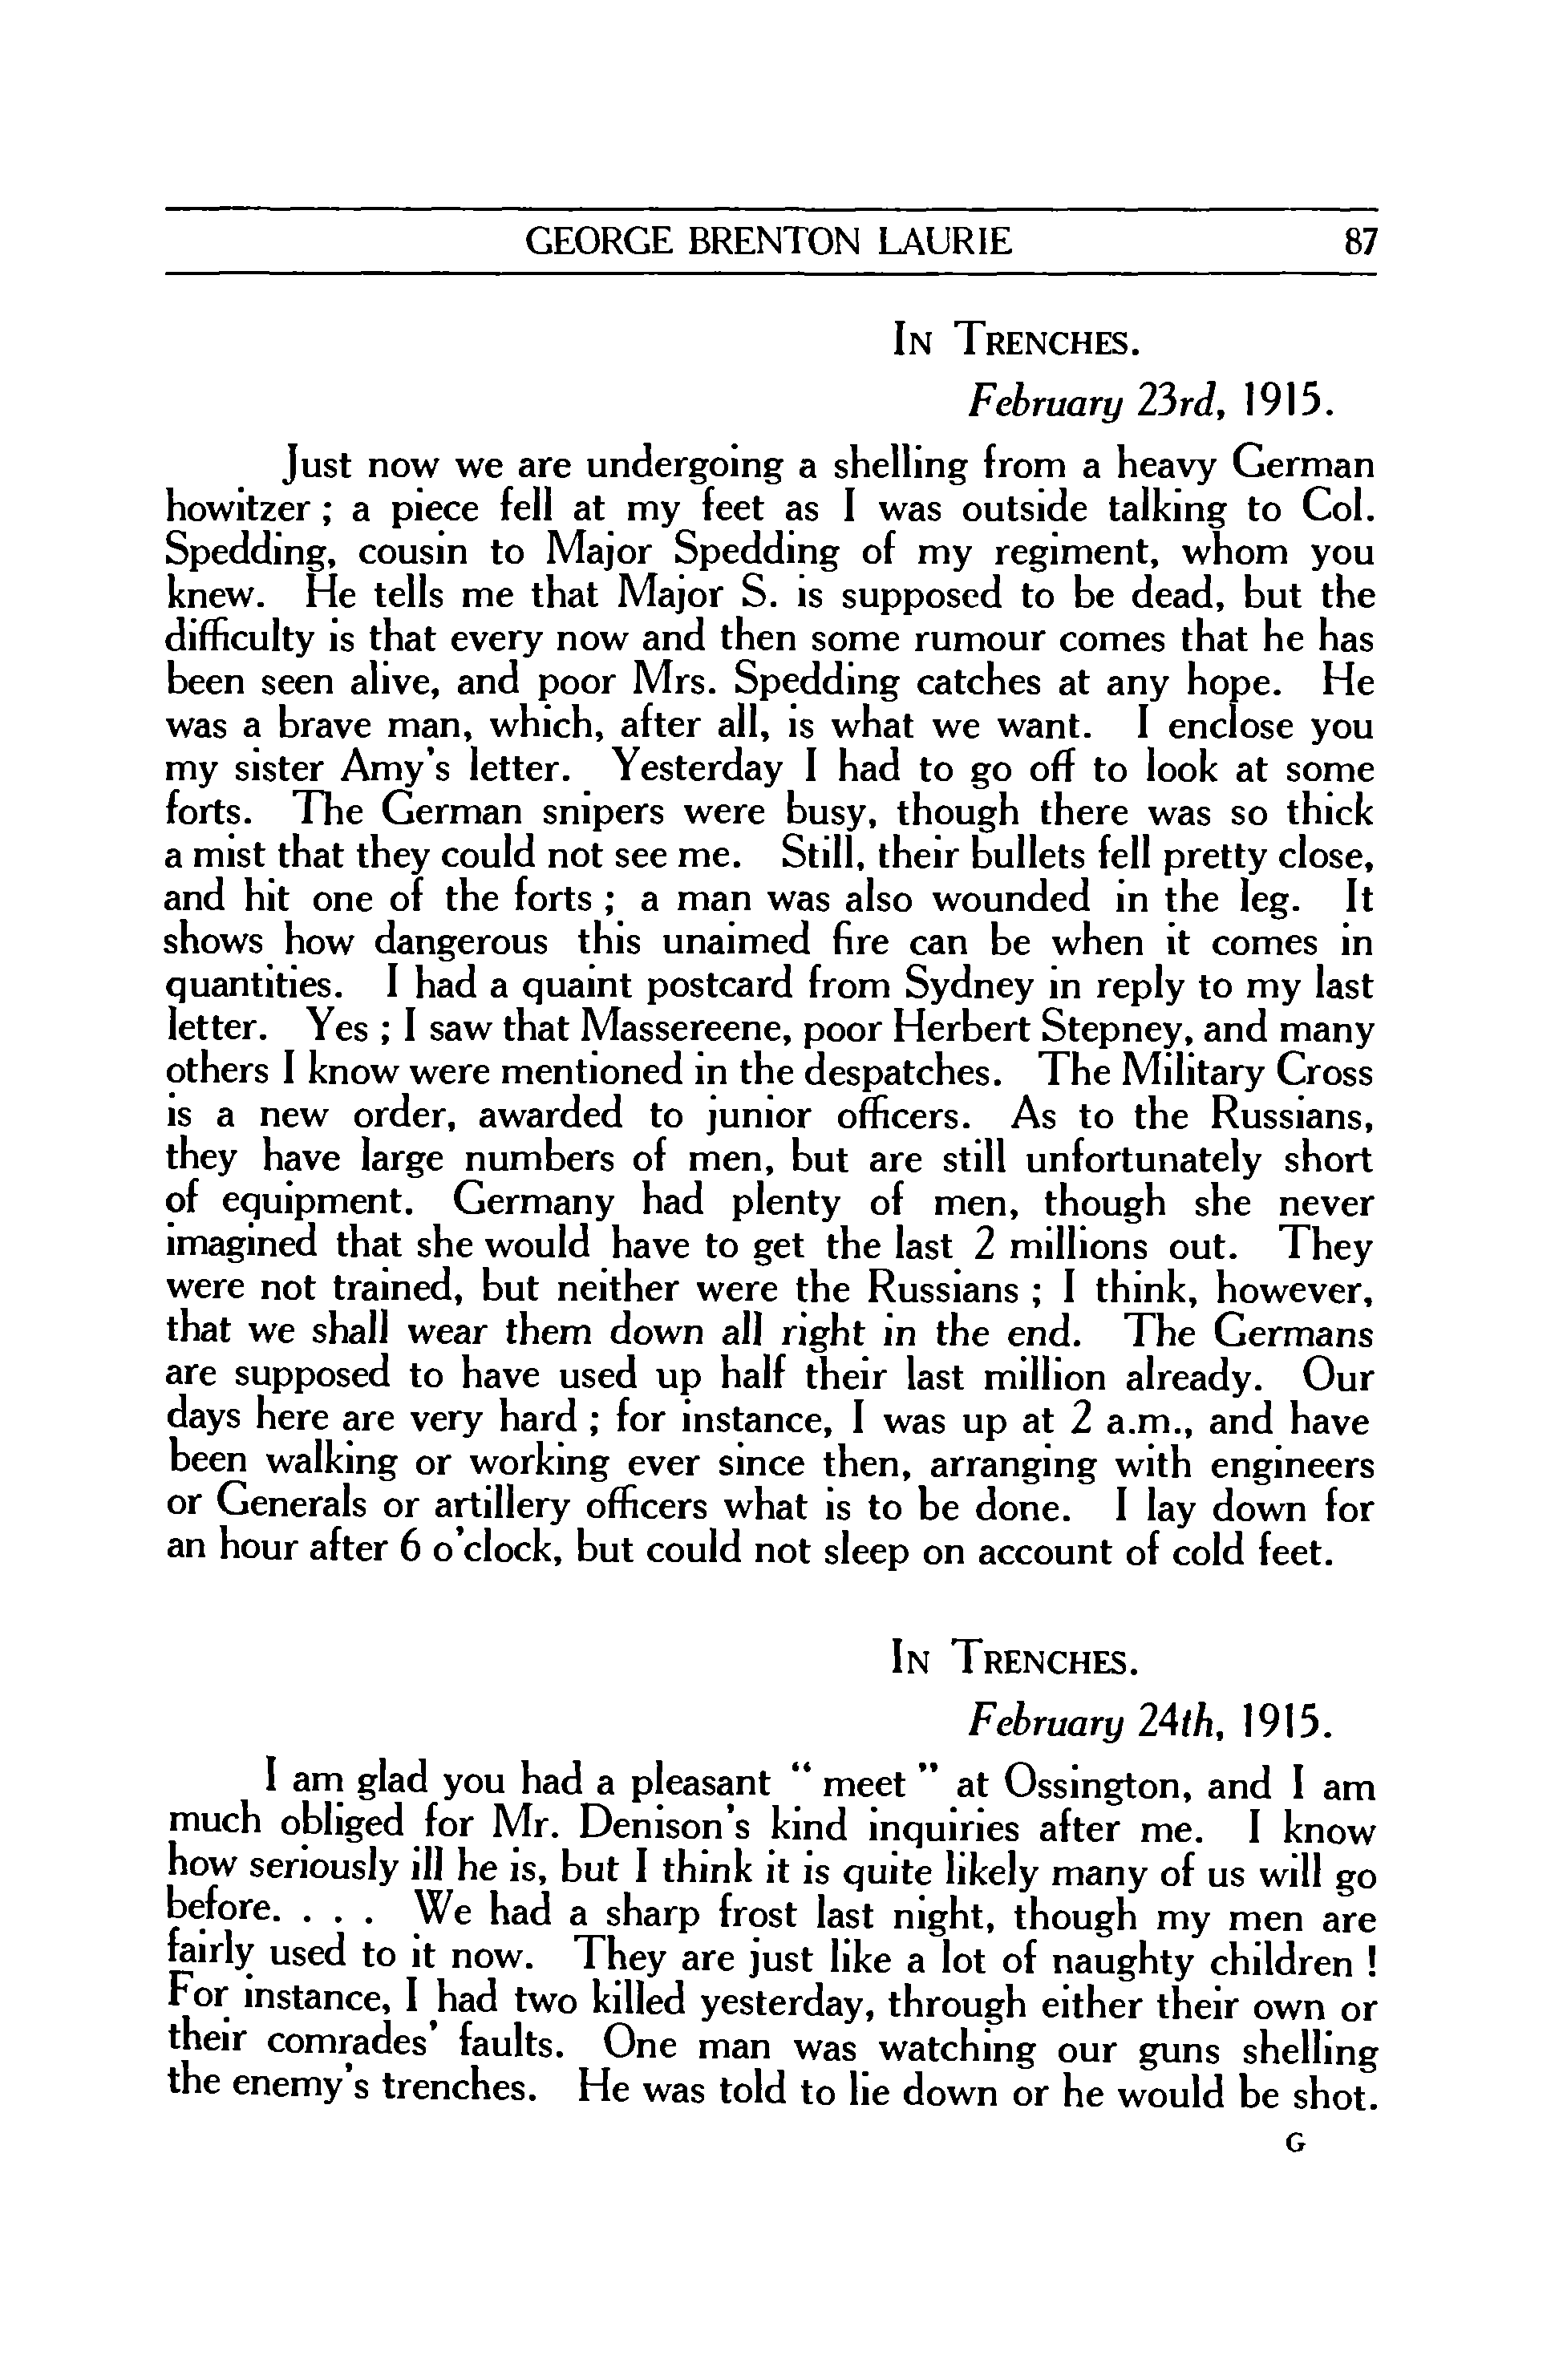 GEORGE BRENTON LAURIE 87
In Trenches.
February 23rd, 1915.
Just now we are undergoing a shelling from a heavy German
howitzer ; a piece fell at my feet as I was outside talking to Col.
Spedding, cousin to Major Spedding of my regiment, whom you
knew. He tells me that Major S. is supposed to be dead, but the
difficulty is that every now and then some rumour comes that he has
been seen alive, and poor Mrs. Spedding catches at any hope. He
was a brave man, which, after all, is what we want. I enclose you
my sister Amy's letter. Yesterday I had to go off to look at some
forts. The German snipers were busy, though there was so thick
a mist that they could not see me. Still, their bullets fell pretty close,
and hit one of the forts ; a man was also wounded in the leg. It
shows how dangerous this unaimed fire can be when it comes in
quantities. I had a quaint postcard from Sydney in reply to my last
letter. Yes ; I saw that Massereene, poor Herbert Stepney, and many
others I know were mentioned in the despatches. The Military Cross
is a new order, awarded to junior officers. As to the Russians,
they have large numbers of men, but are still unfortunately short
of equipment. Germany had plenty of men, though she never
imagined that she would have to get the last 2 millions out. They
were not trained, but neither were the Russians ; I think, however,
that we shall wear them down all right in the end. The Germans
are supposed to have used up half their last million already. Our
days here are very hard ; for instance, I was up at 2 a.m., and have
been walking or working ever since then, arranging with engineers
or Generals or artillery officers what is to be done. I lay down for
an hour after 6 o'clock, but could not sleep on account of cold feet.
In Trenches.
February 24th, 1915.
I am glad you had a pleasant “ meet ” at Ossington, and I am
much obliged for Mr. Denison's kind inquiries after me. I know
how seriously ill he is, but I think it is quite likely many of us will go
before. . . . We had a sharp frost last night, though my men are
fairly used to it now. They are just like a lot of naughty children !
For instance, I had two killed yesterday, through either their own or
their comrades' faults. One man was watching our guns shelling
the enemy's trenches. He was told to lie down or he would be shot.
G